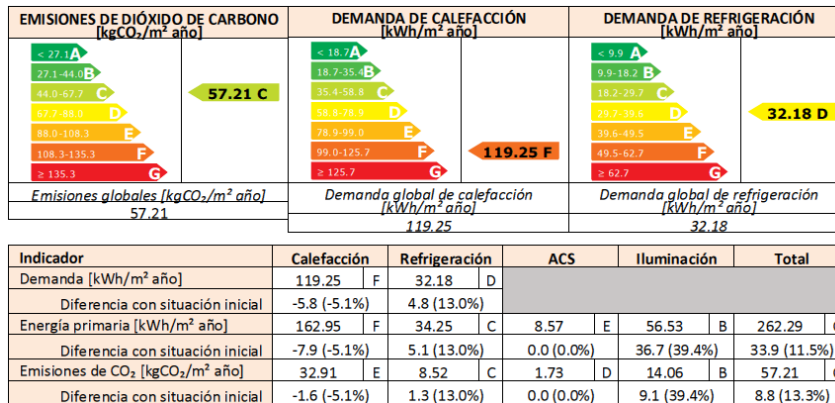 EMISIONES DE DIÓXIDO DE CARBONO
[kgCO₂/m² año]
< 27.1 A
27.1-44.0 B
44.0-67.7 C
67.7-88.0 D
88.0-108.3 E
108.3-135.3 F
≥ 135.3 G
57.21 C
Emisiones globales [kgCO₂/m² año]
57.21
DEMANDA DE CALEFACCIÓN
[kWh/m² año]
< 18.7 A
18.7-35.4 B
35.4-58.8 C
58.8-78.9 D
78.9-99.0 E
99.0-125.7 F
≥ 125.7 G
119.25 F
Demanda global de calefacción
[kWh/m² año]
119.25
DEMANDA DE REFRIGERACIÓN
[kWh/m² año]
< 9.9 A
9.9-18.2 B
18.2-29.7 C
29.7-39.6 D
39.6-49.5 E
49.5-62.7 F
≥ 62.7 G
32.18 D
Demanda global de refrigeración
[kWh/m² año]
32.18
Indicador Calefacción Refrigeración ACS Iluminación Total
Demanda [kWh/m² año] 119.25 F 32.18 D
Diferencia con situación inicial -5.8 (-5.1%) 4.8 (13.0%)
Energía primaria [kWh/m² año] 162.95 F 34.25 C 8.57 E 56.53 B 262.29
Diferencia con situación inicial -7.9 (-5.1%) 5.1 (13.0%) 0.0 (0.0%) 36.7 (39.4%) 33.9 (11.5%)
Emisiones de CO₂ [kgCO₂/m² año] 32.91 E 8.52 C 1.73 D 14.06 B 57.21
Diferencia con situación inicial -1.6 (-5.1%) 1.3 (13.0%) 0.0 (0.0%) 9.1 (39.4%) 8.8 (13.3%)